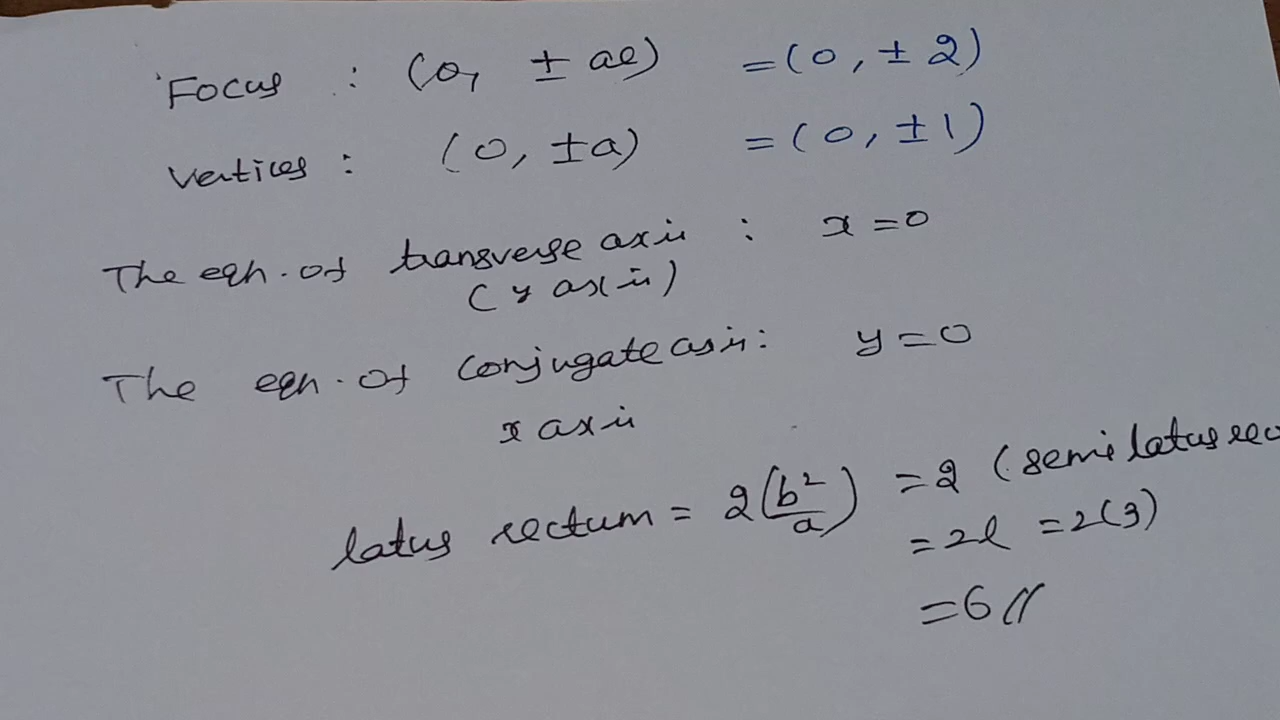 Focus : (0, ± ae) = (0, ± 2)
Vertices : (0, ±a) = (0, ±1)
The eqn. of transverse axis : x = 0
(y axis)
The eqn. of Conjugate axis: y = 0
x axis
latus rectum = 2(b²/a) = 2 (semi latus rec
= 2l = 2(3)
= 6 //